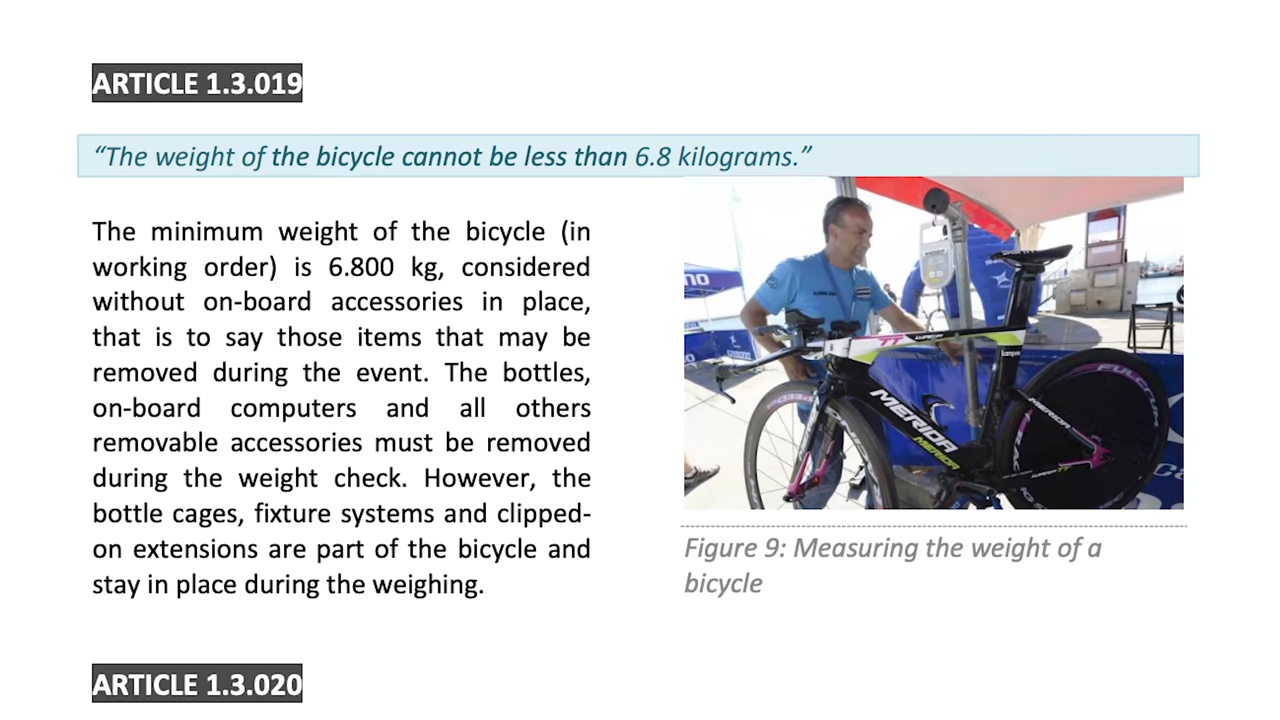 ARTICLE 1.3.019
“The weight of the bicycle cannot be less than 6.8 kilograms.”
The minimum weight of the bicycle (in
working order) is 6.800 kg, considered
without on-board accessories in place,
that is to say those items that may be
removed during the event. The bottles,
on-board computers and all others
removable accessories must be removed
during the weight check. However, the
bottle cages, fixture systems and clipped-
on extensions are part of the bicycle and
stay in place during the weighing.
TT
MERIDA
MERIDA
MERIDA
Lampre
Figure 9: Measuring the weight of a
bicycle
ARTICLE 1.3.020